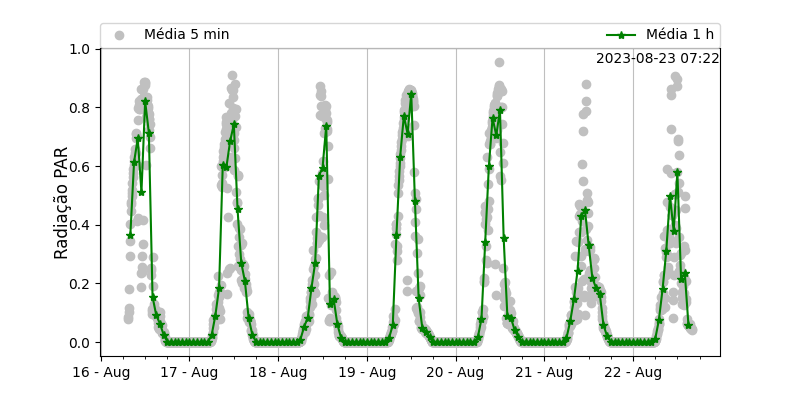 Média 5 min
Média 1 h
2023-08-23 07:22
Radiação PAR
1.0
0.8
0.6
0.4
0.2
0.0
16 - Aug
17 - Aug
18 - Aug
19 - Aug
20 - Aug
21 - Aug
22 - Aug